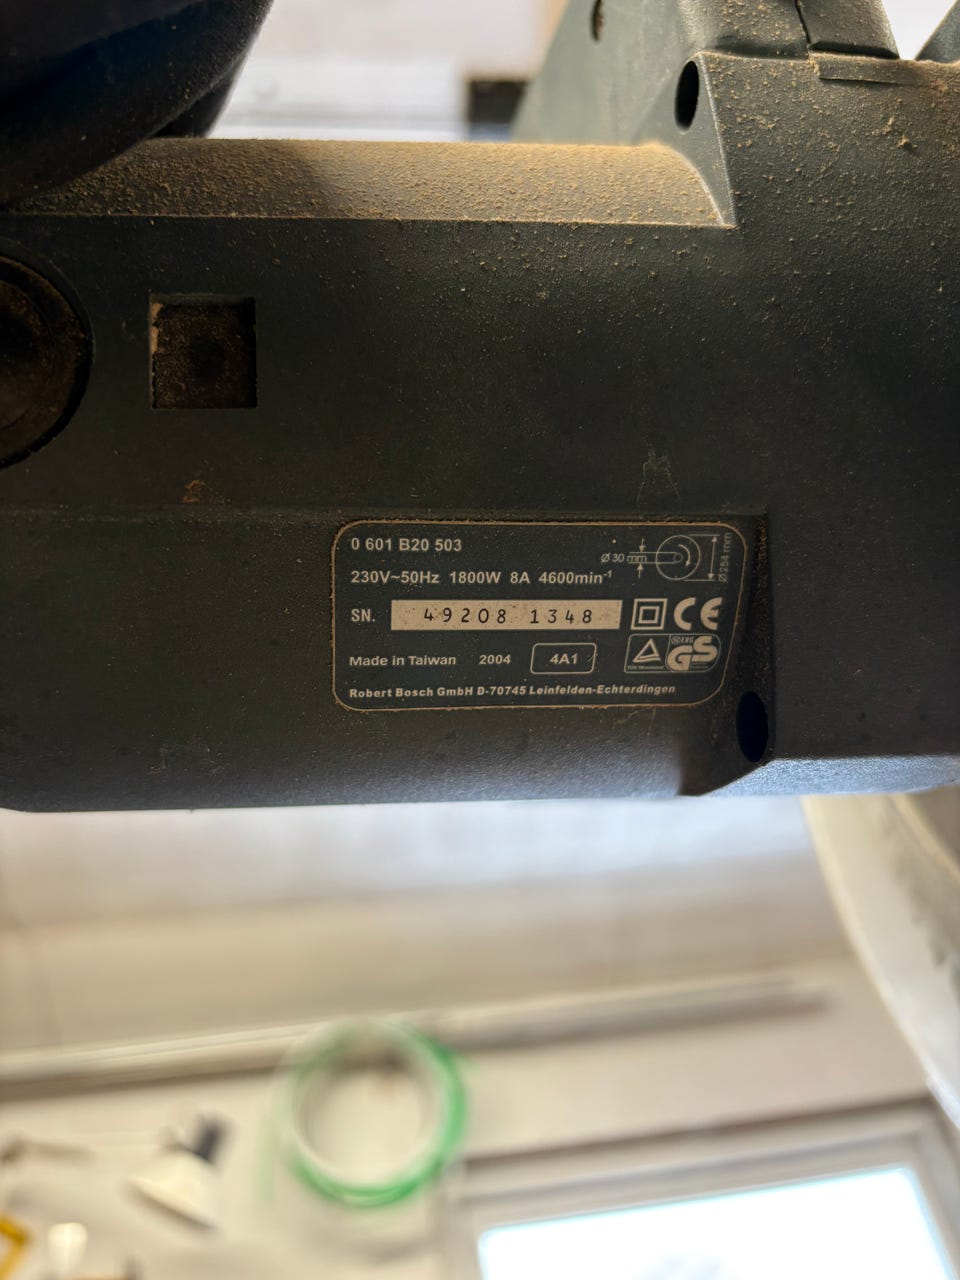 0 601 B20 503
Ø 30 mm
Ø 254 mm
230V~50Hz 1800W 8A 4600min⁻¹
SN. 49208 1348
CE
GS
Made in Taiwan 2004 4A1
Robert Bosch GmbH D-70745 Leinfelden-Echterdingen